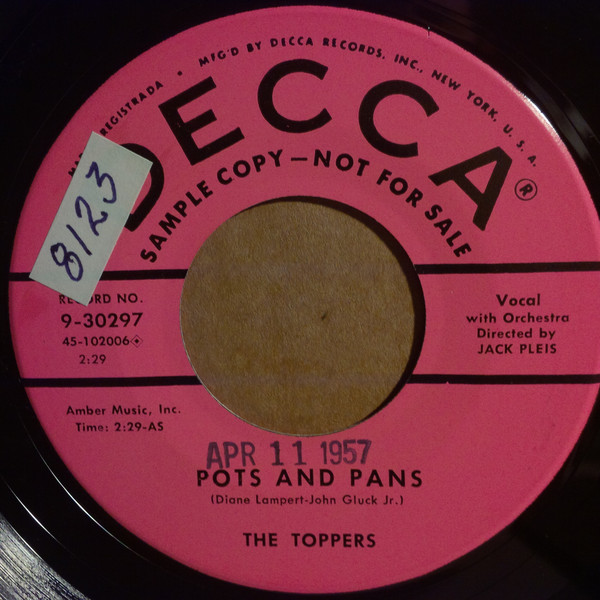 REGISTRADA • MFG'D BY DECCA RECORDS, INC., NEW YORK, U. S. A.
DECCA®
SAMPLE COPY—NOT FOR SALE
8123
RECORD NO.
9-30297
45-102006
2:29
Vocal
with Orchestra
Directed by
JACK PLEIS
Amber Music, Inc.
Time: 2:29-AS
APR 11 1957
POTS AND PANS
(Diane Lampert-John Gluck Jr.)
THE TOPPERS